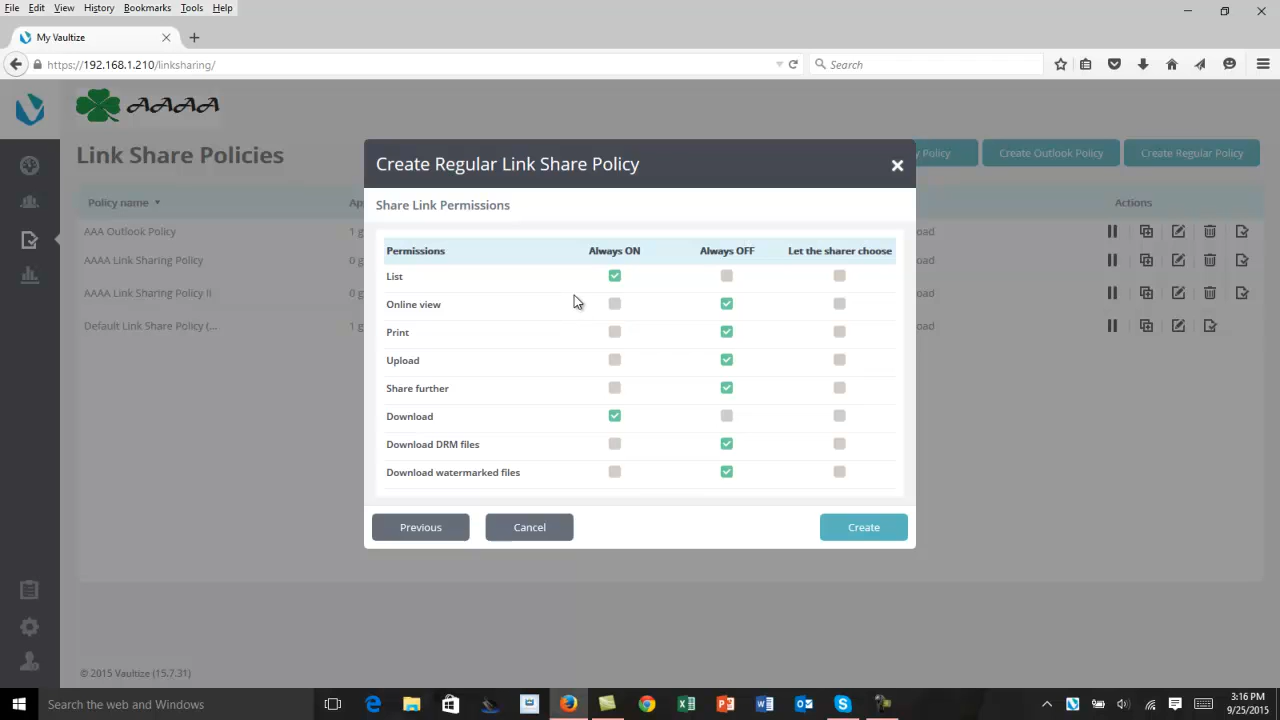 File Edit View History Bookmarks Tools Help
My Vaultize
https://192.168.1.210/linksharing/
Search
AAAA
Link Share Policies
Policy
Create Outlook Policy
Create Regular Policy
Policy name
Actions
AAA Outlook Policy
AAAA Link Sharing Policy
AAAA Link Sharing Policy Ii
Default Link Share Policy (...
Create Regular Link Share Policy
Share Link Permissions
Permissions Always ON Always OFF Let the sharer choose
List
Online view
Print
Upload
Share further
Download
Download DRM files
Download watermarked files
Previous Cancel Create
© 2015 Vaultize (15.7.31)
Search the web and Windows
3:16 PM
9/25/2015